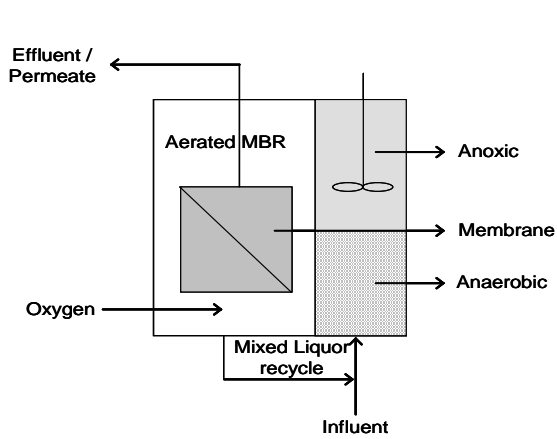 Effluent /
Permeate
Aerated MBR
Anoxic
Membrane
Anaerobic
Oxygen
Mixed Liquor
recycle
Influent